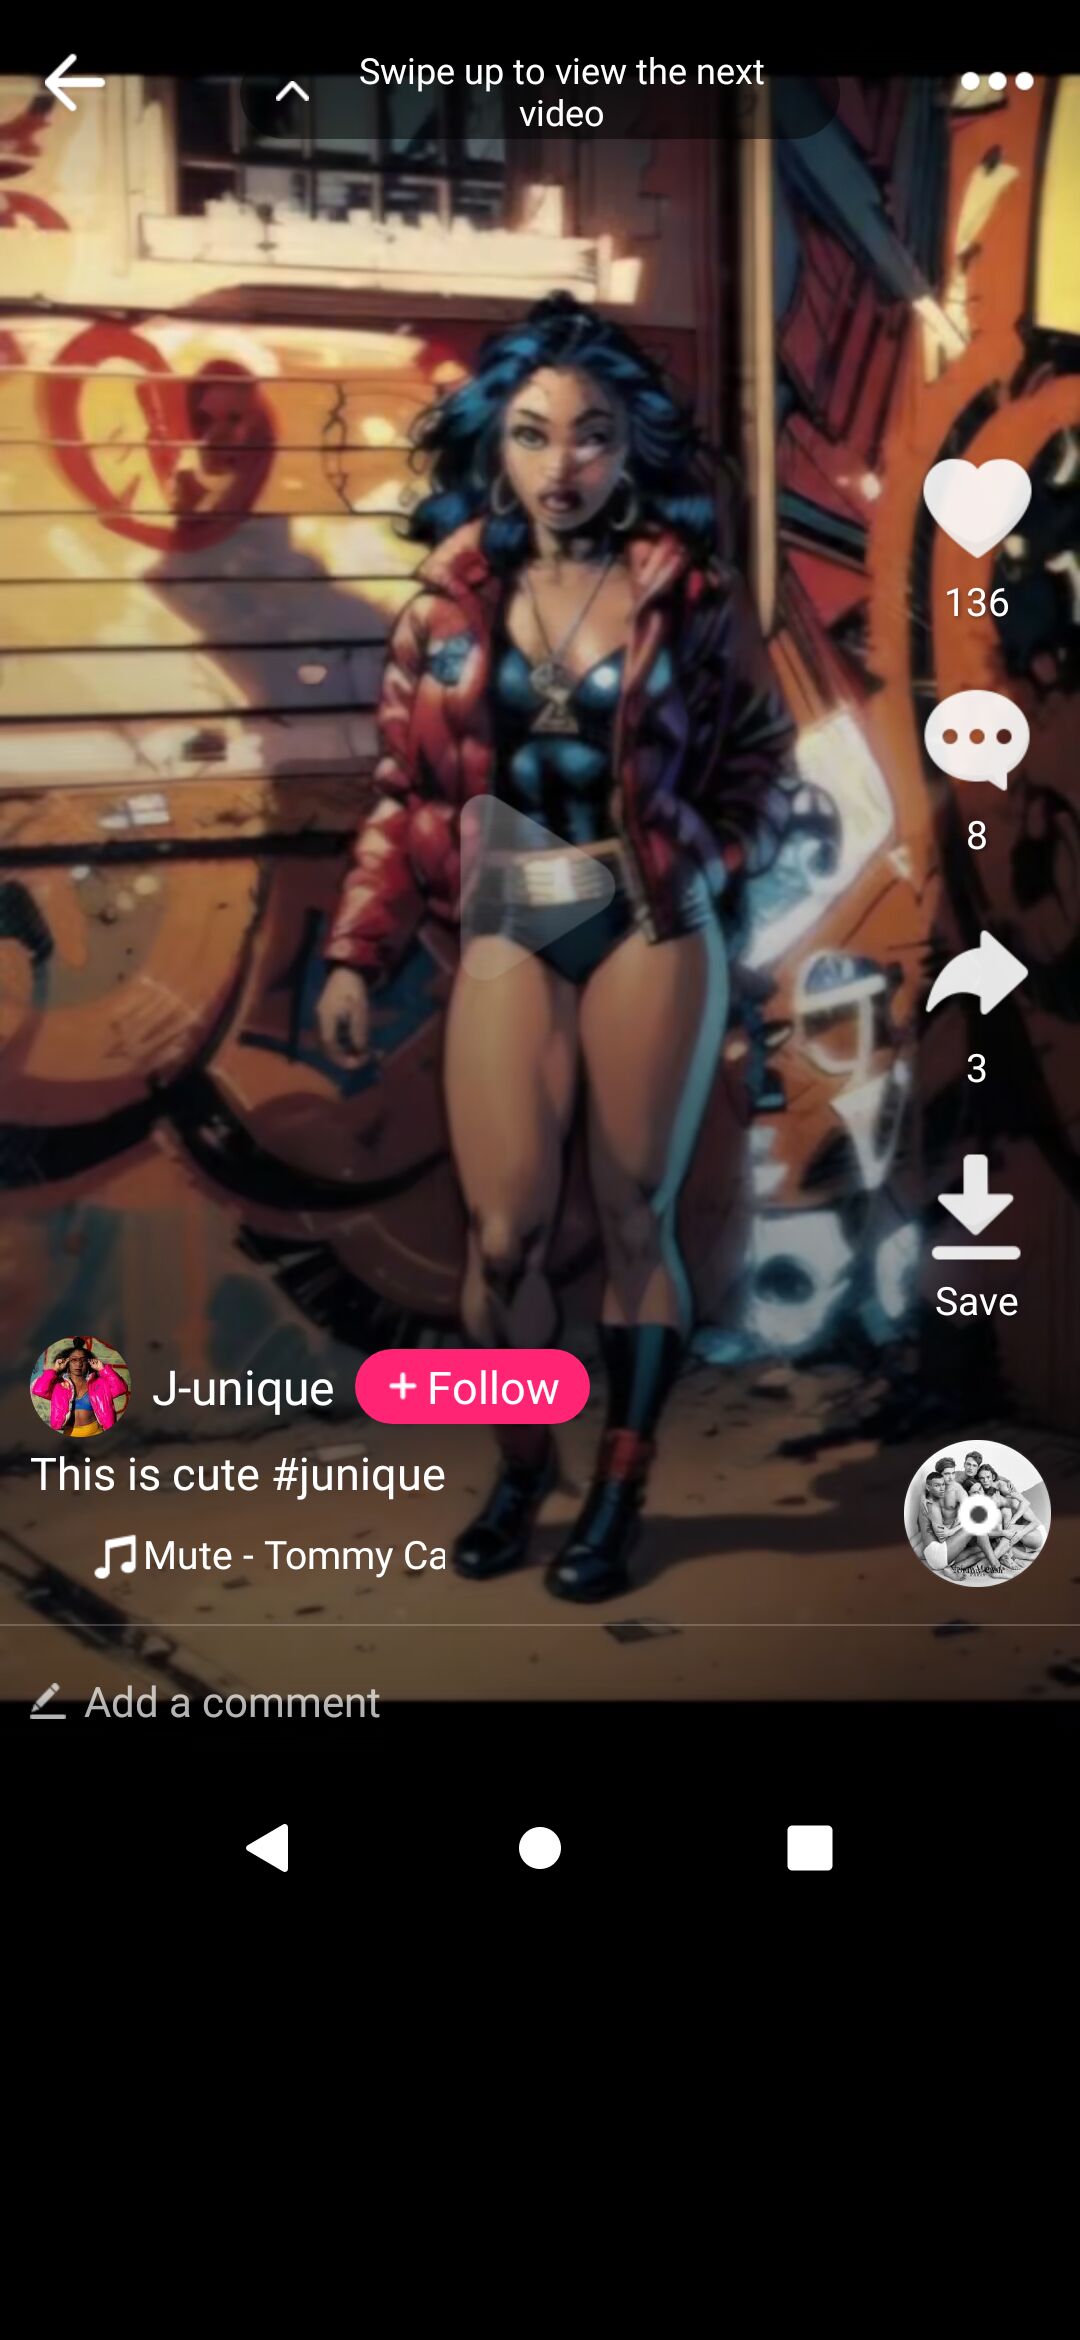 Swipe up to view the next
video
136
8
3
Save
J-unique
+ Follow
This is cute #junique
Mute - Tommy Ca
Add a comment